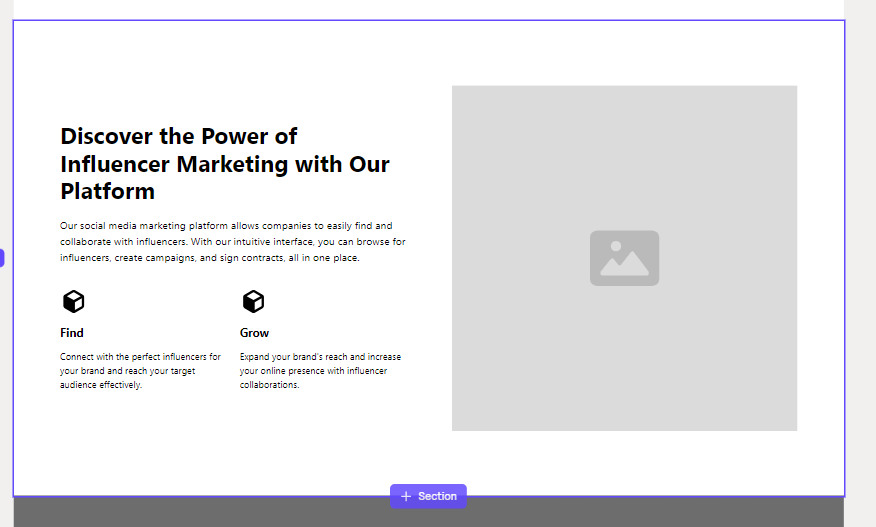 Discover the Power of
Influencer Marketing with Our
Platform
Our social media marketing platform allows companies to easily find and
collaborate with influencers. With our intuitive interface, you can browse for
influencers, create campaigns, and sign contracts, all in one place.
Find
Connect with the perfect influencers for
your brand and reach your target
audience effectively.
Grow
Expand your brand's reach and increase
your online presence with influencer
collaborations.
+ Section